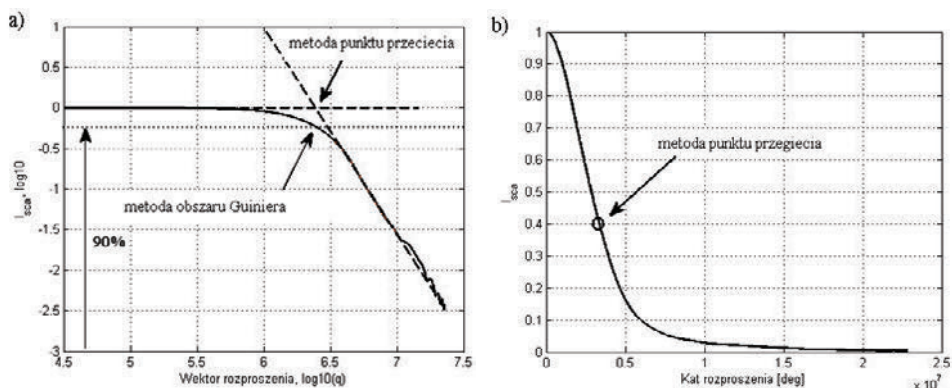 a)
1
0.5
0
-0.5
-1
-1.5
-2
-2.5
-3
I_sca, log10
metoda punktu przeciecia
metoda obszaru Guiniera
90%
4.5 5 5.5 6 6.5 7 7.5
Wektor rozproszenia, log10(q)
b)
1
0.9
0.8
0.7
0.6
0.5
0.4
0.3
0.2
0.1
0
I_sca
metoda punktu przegiecia
0 0.5 1 1.5 2 2.5
Kat rozproszenia [deg]
x 10^7